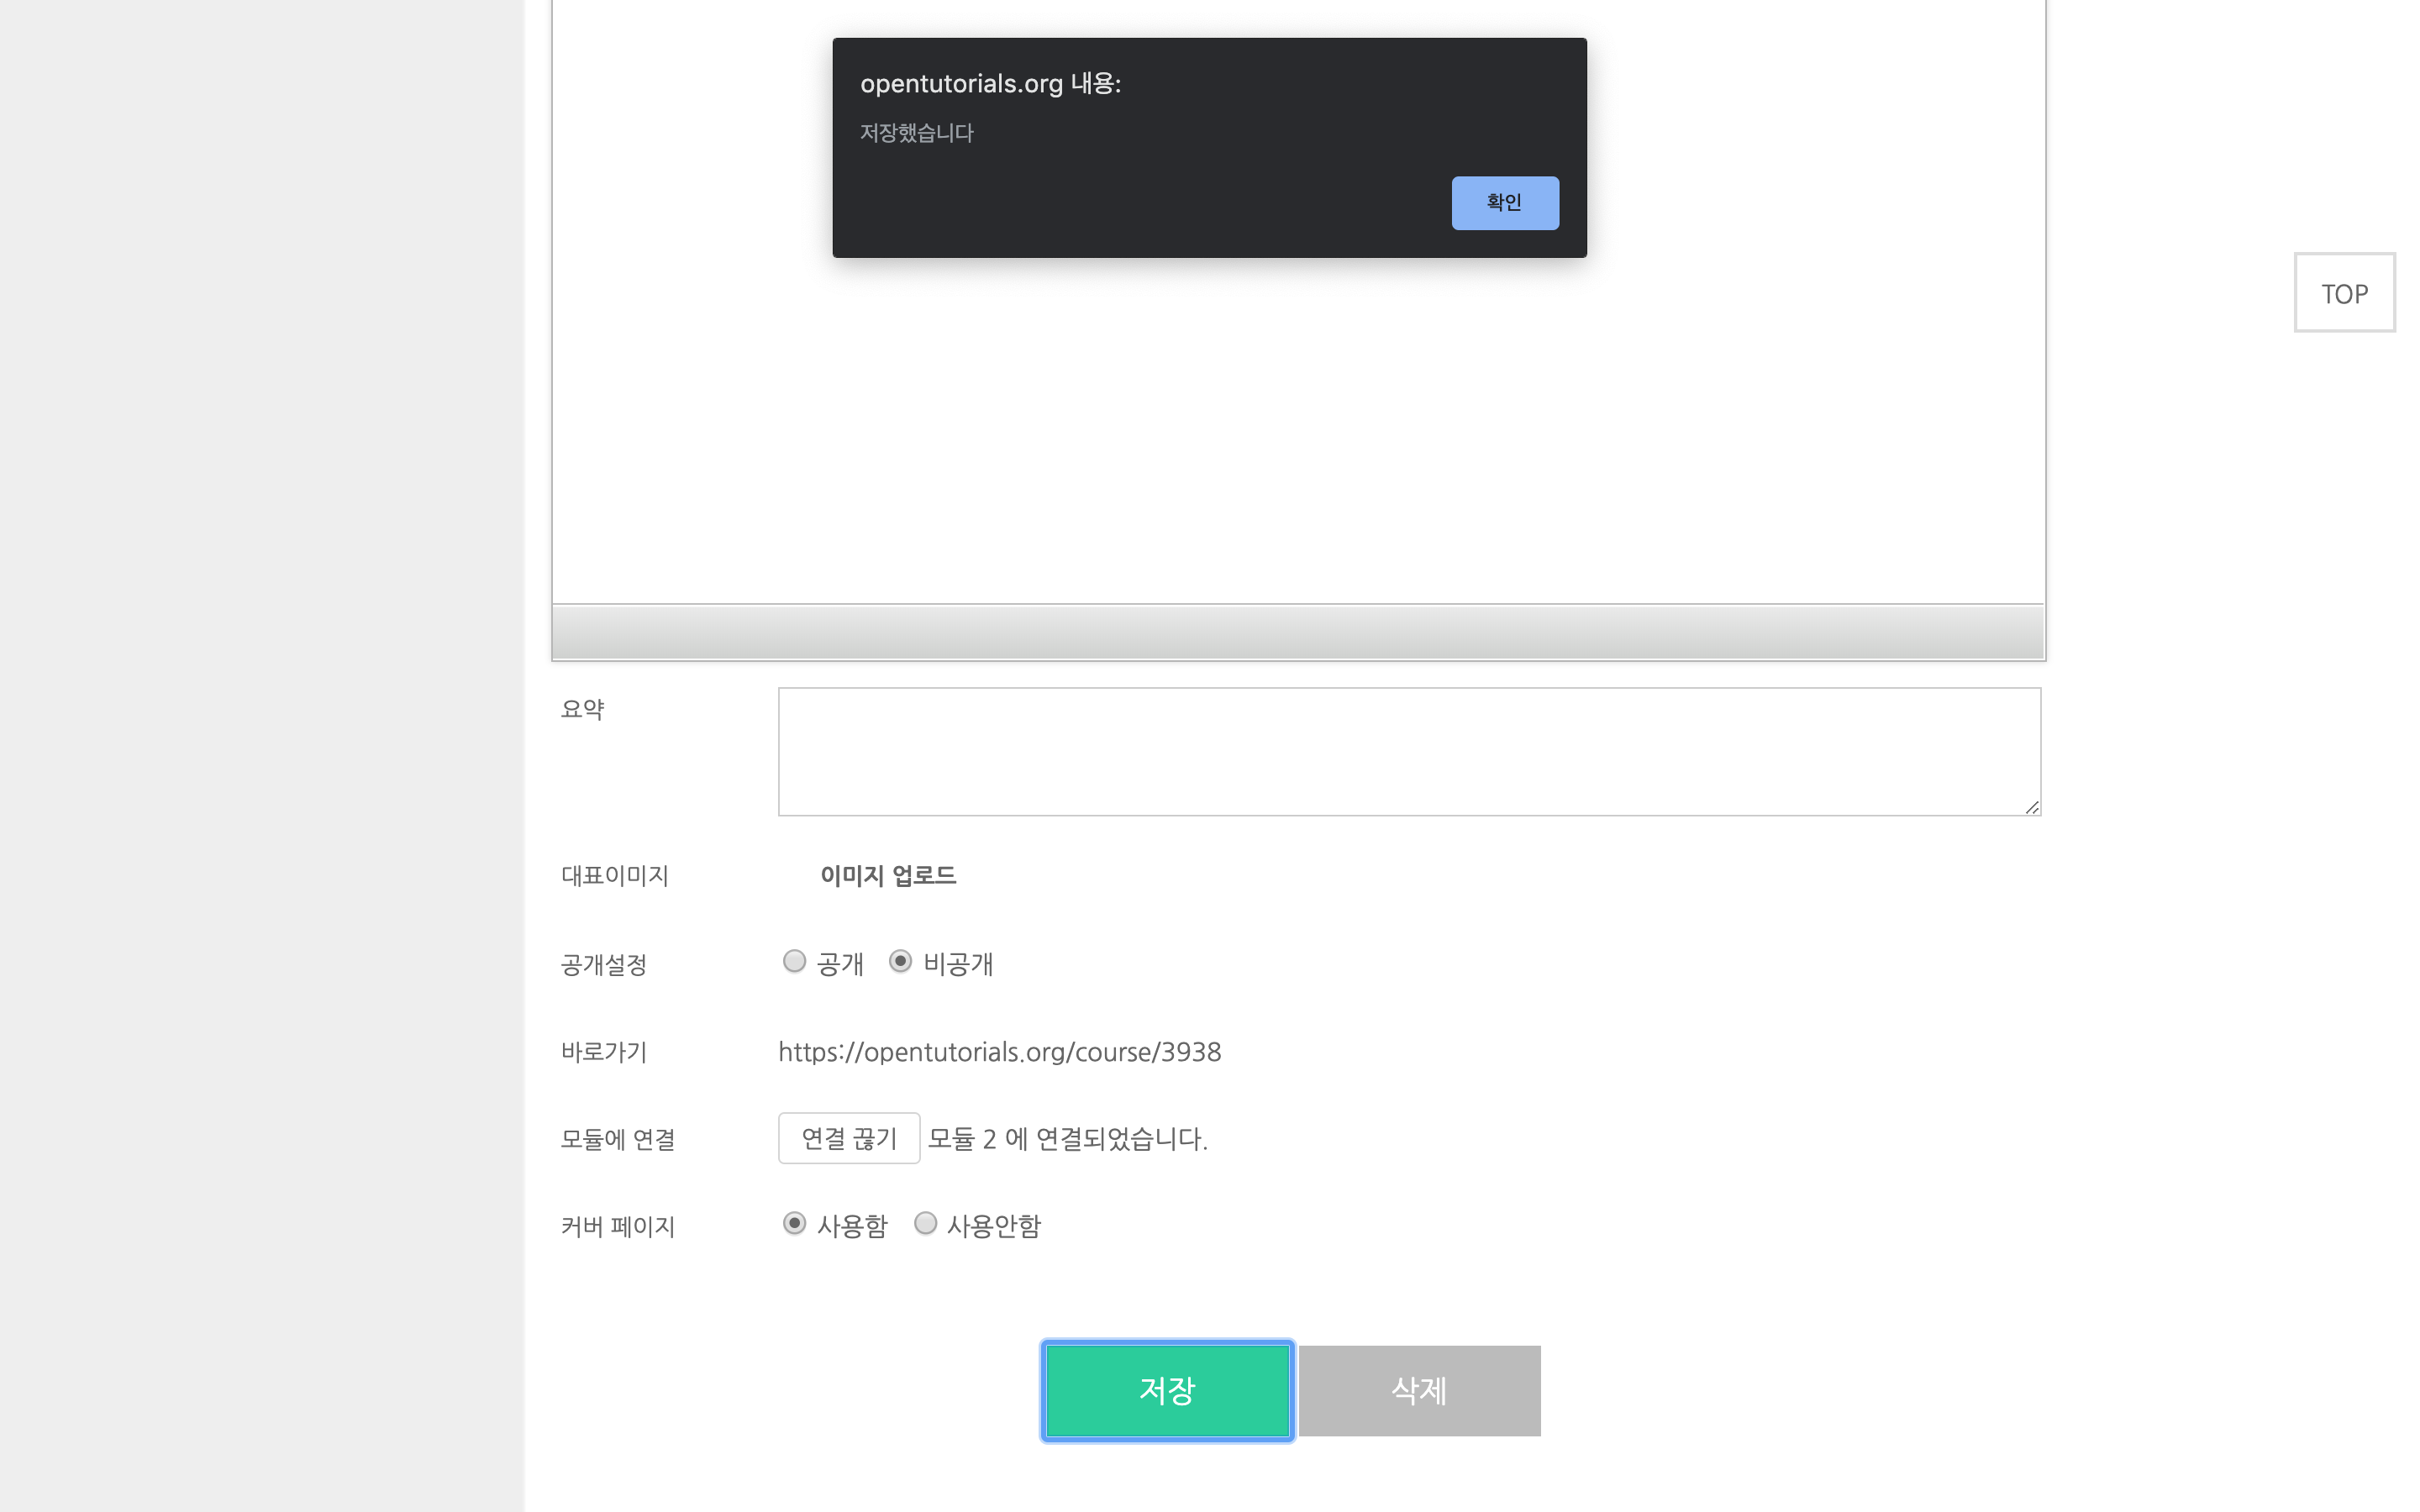 opentutorials.org 내용:
저장했습니다
확인
TOP
요약
대표이미지 이미지 업로드
공개설정 공개 비공개
바로가기 https://opentutorials.org/course/3938
모듈에 연결 연결 끊기 모듈 2 에 연결되었습니다.
커버 페이지 사용함 사용안함
저장 삭제